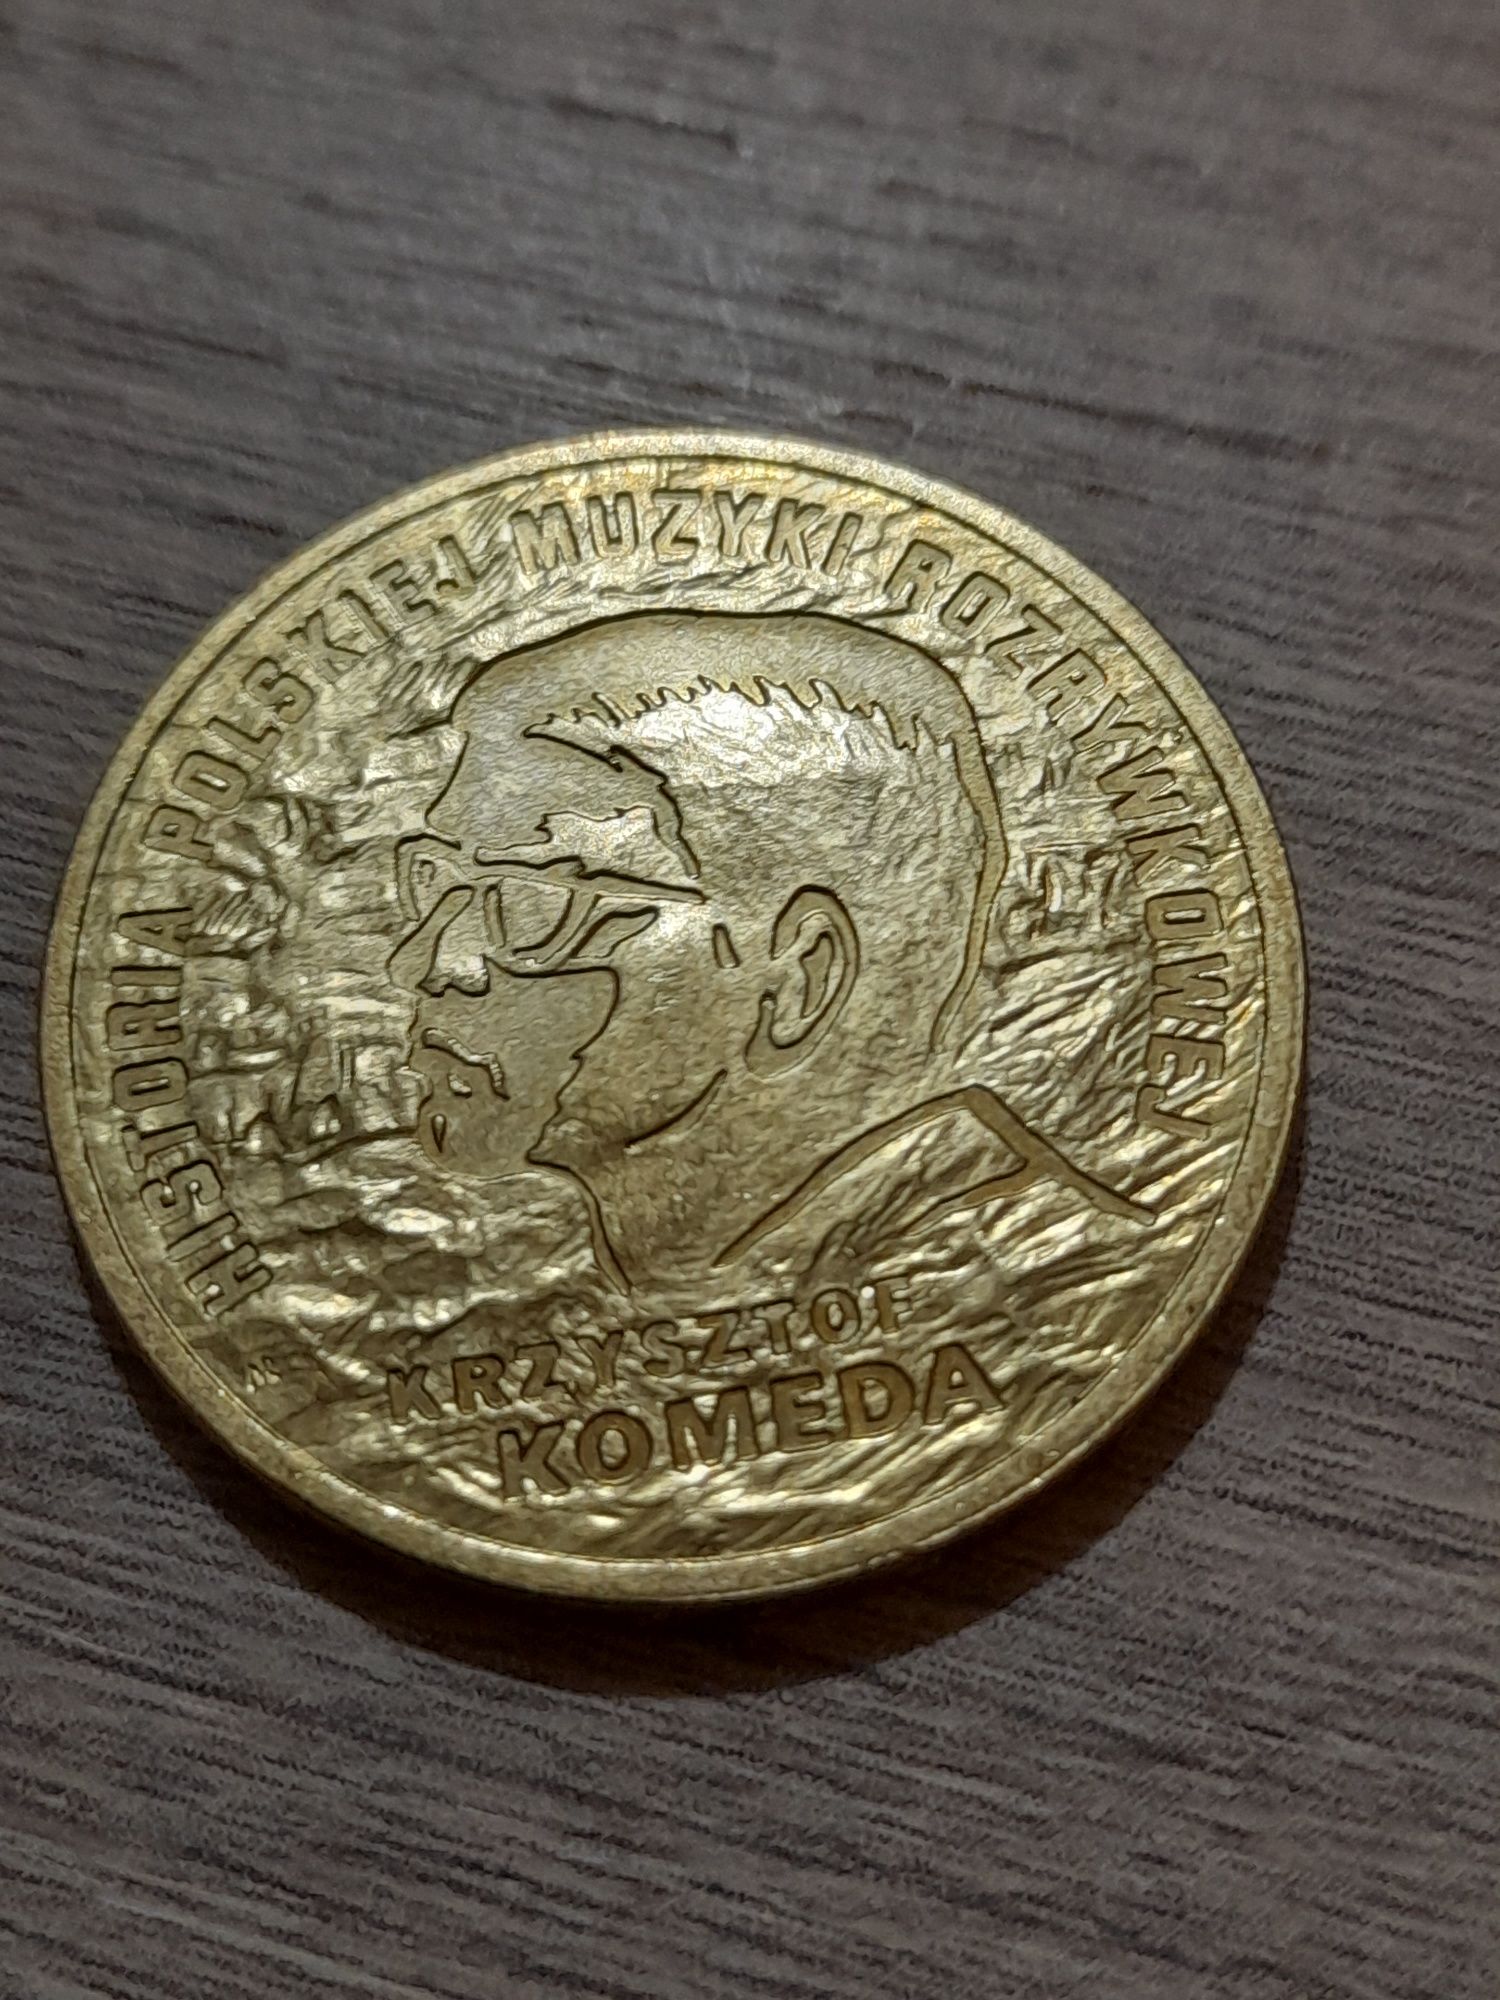 HISTORIA POLSKIEJ MUZYKI ROZRYWKOWEJ
KRZYSZTOF
KOMEDA